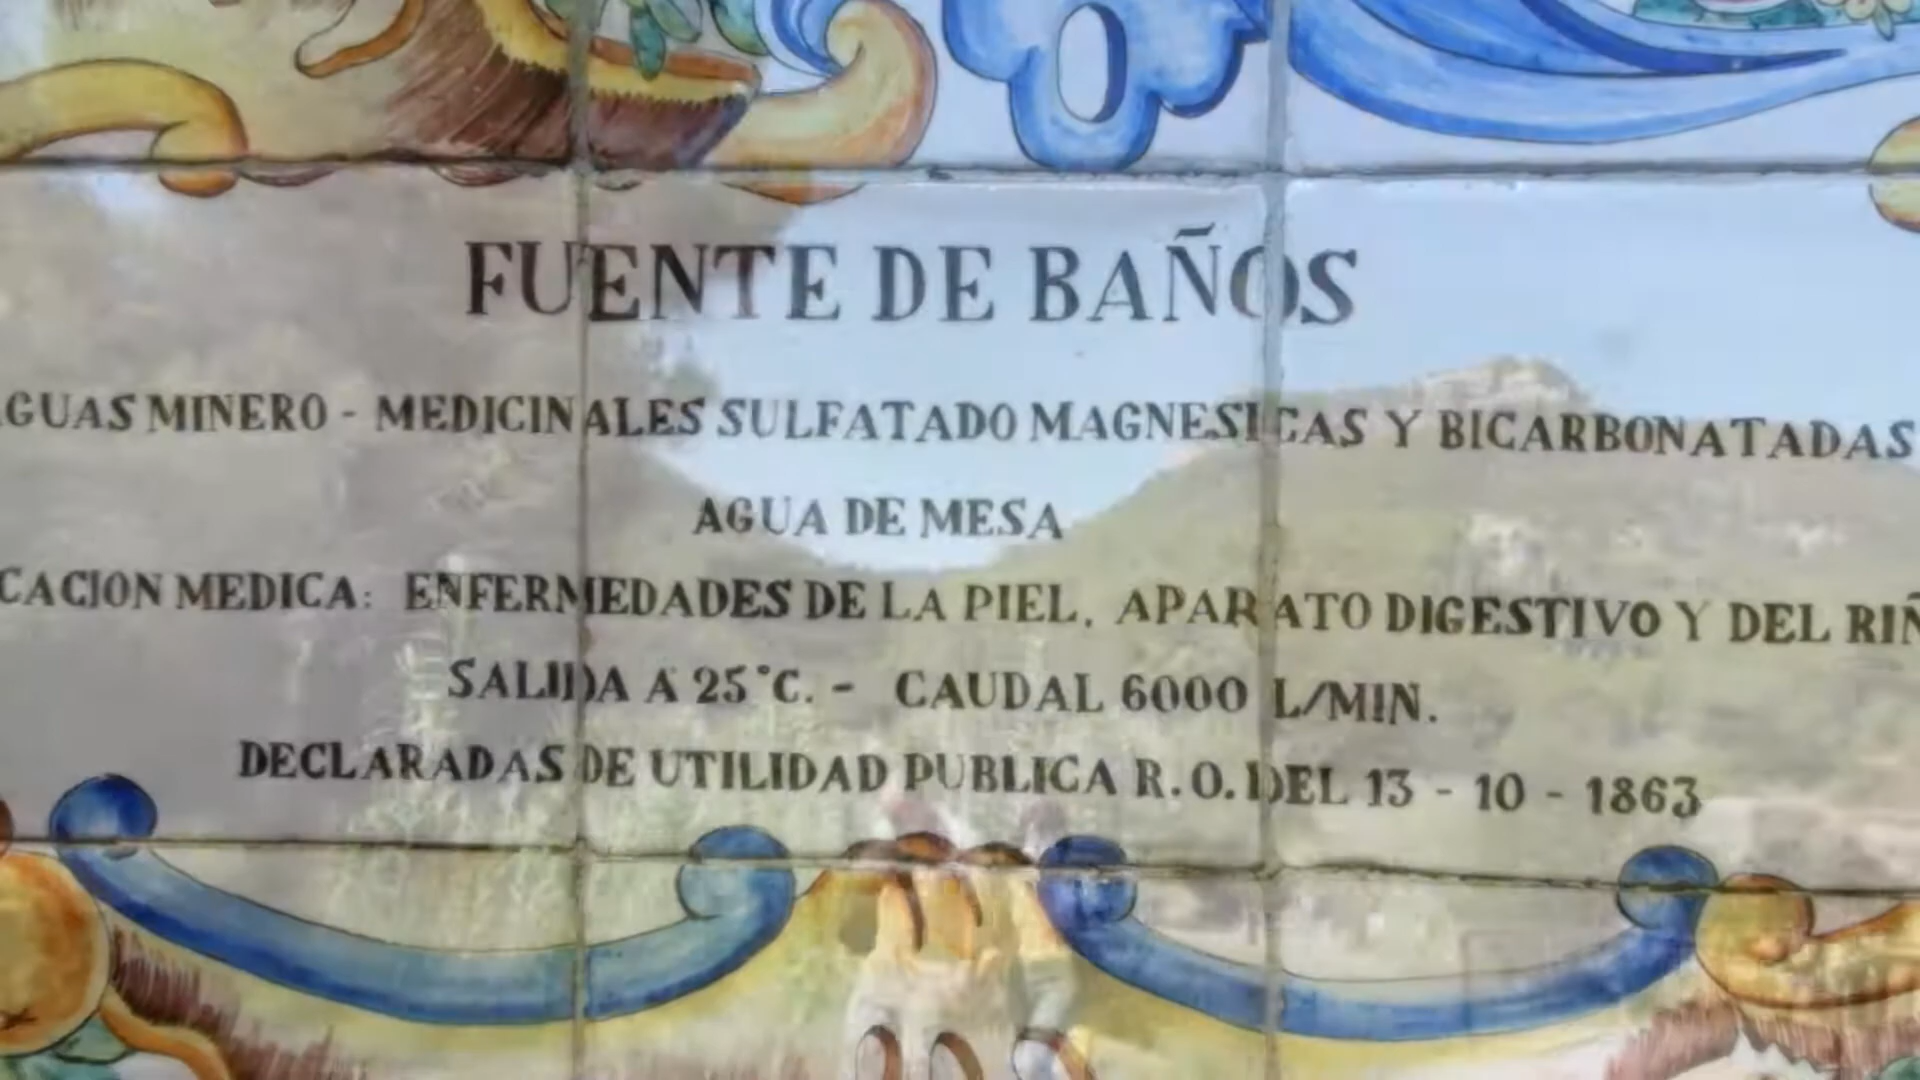 FUENTE DE BAÑOS
AGUAS MINERO - MEDICINALES SULFATADO MAGNESICAS Y BICARBONATADAS
AGUA DE MESA
CACION MEDICA: ENFERMEDADES DE LA PIEL, APARATO DIGESTIVO Y DEL RIÑ
SALIDA A 25°C. - CAUDAL 6000 L/MIN.
DECLARADAS DE UTILIDAD PUBLICA R.O. DEL 13 - 10 - 1863